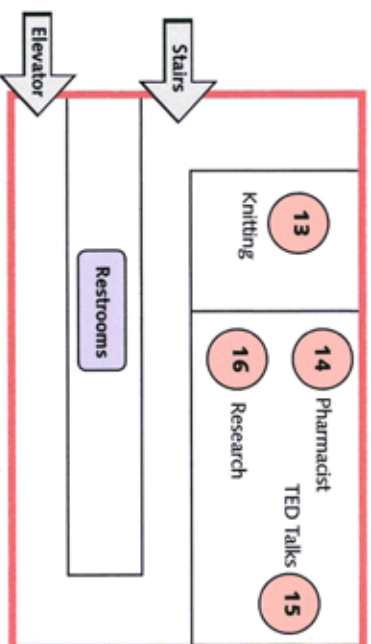 Elevator
Stairs
Restrooms
13
Knitting
14
Pharmacist
16
Research
TED Talks
15